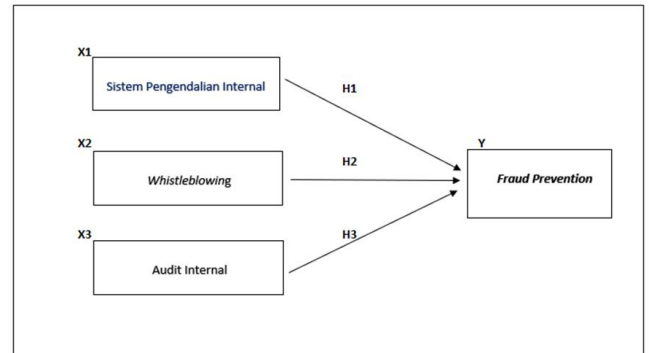 X1
Sistem Pengendalian Internal
H1
X2
Whistleblowing
H2
Y
Fraud Prevention
X3
Audit Internal
H3